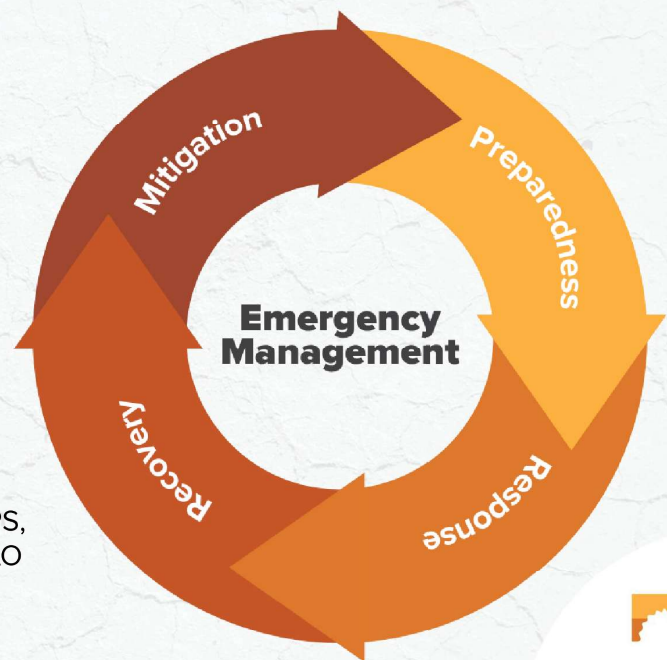 Mitigation
Preparedness
Emergency
Management
Recovery
Response